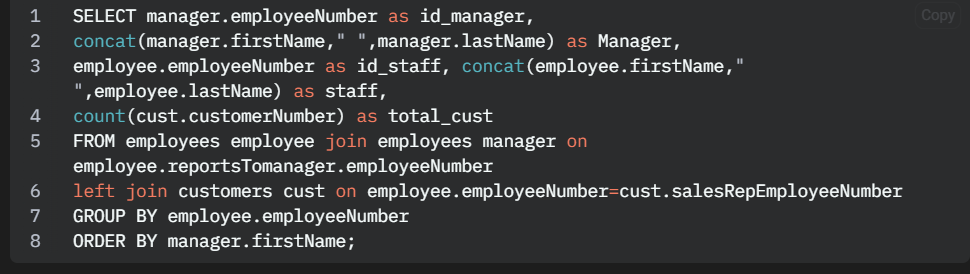 Copy
1 SELECT manager.employeeNumber as id_manager,
2 concat(manager.firstName," ",manager.lastName) as Manager,
3 employee.employeeNumber as id_staff, concat(employee.firstName,"
",employee.lastName) as staff,
4 count(cust.customerNumber) as total_cust
5 FROM employees employee join employees manager on
employee.reportsTomanager.employeeNumber
6 left join customers cust on employee.employeeNumber=cust.salesRepEmployeeNumber
7 GROUP BY employee.employeeNumber
8 ORDER BY manager.firstName;